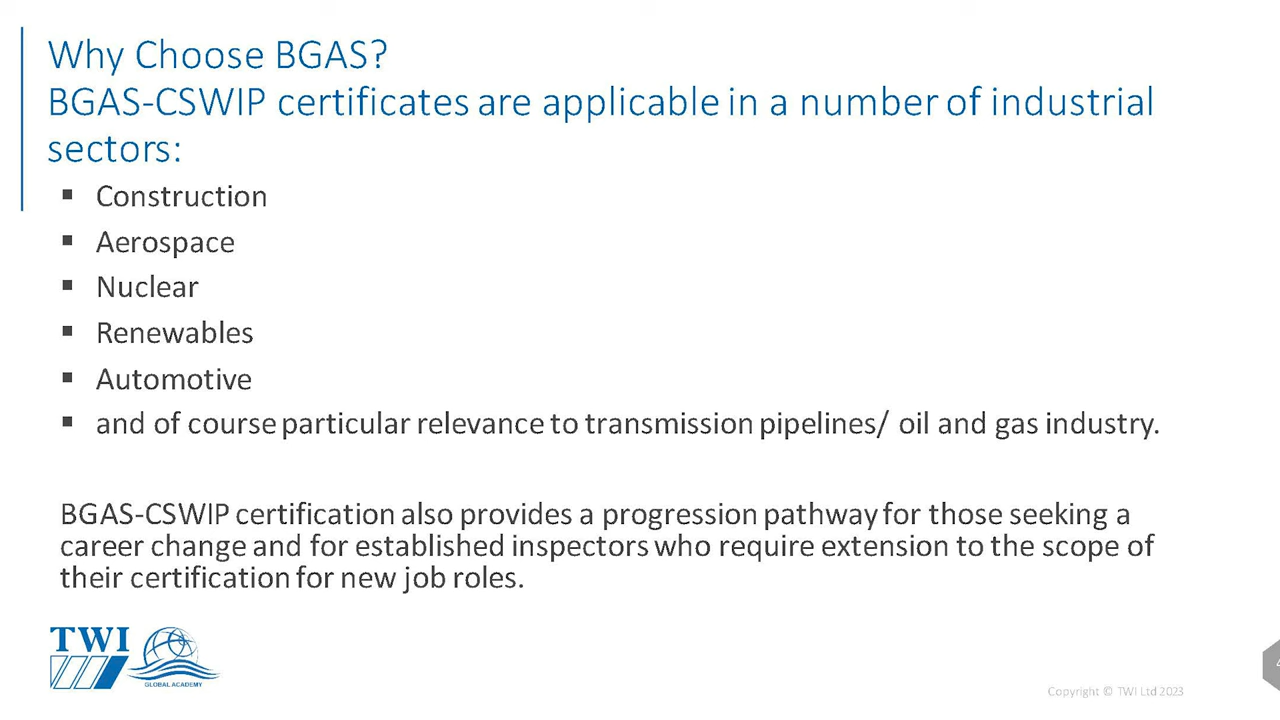 Why Choose BGAS?
BGAS-CSWIP certificates are applicable in a number of industrial
sectors:
▪ Construction
▪ Aerospace
▪ Nuclear
▪ Renewables
▪ Automotive
▪ and of course particular relevance to transmission pipelines/ oil and gas industry.
BGAS-CSWIP certification also provides a progression pathway for those seeking a
career change and for established inspectors who require extension to the scope of
their certification for new job roles.
TWI
GLOBAL ACADEMY
Copyright © TWI Ltd 2023